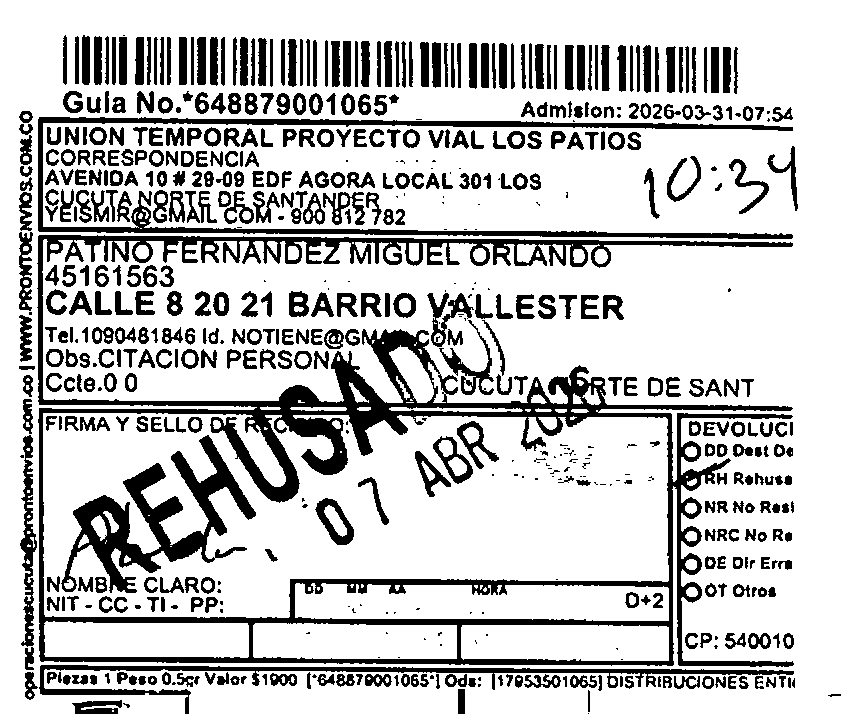 Guia No.*648879001065*
Admision: 2026-03-31-07:54
UNION TEMPORAL PROYECTO VIAL LOS PATIOS
CORRESPONDENCIA
AVENIDA 10 # 29-09 EDF AGORA LOCAL 301 LOS
CUCUTA NORTE DE SANTANDER
YEISMIR@GMAIL COM - 900 812 782
10:34
PATINO FERNANDEZ MIGUEL ORLANDO
45161563
CALLE 8 20 21 BARRIO VALLESTER
Tel.1090481846 Id. NOTIENE@GMAIL.COM
Obs.CITACION PERSONAL
Ccte.0 0
CUCUTA NORTE DE SANT
FIRMA Y SELLO DE RECIBIDO:
REHUSADO
07 ABR 2026
NOMBRE CLARO:
NIT - CC - TI - PP:
DD MM AA HORA
D+2
DEVOLUCI
DD Dest De
RH Rehusa
NR No Resi
NRC No Re
DE Dir Erra
OT Otros
CP: 540010
Piezas 1 Peso 0.5gr Valor $1900 [*648879001065*] Ods: [17953501065] DISTRIBUCIONES ENTI
operacionescucuta@prontoenvios.com.co | WWW.PRONTOENVIOS.COM.CO